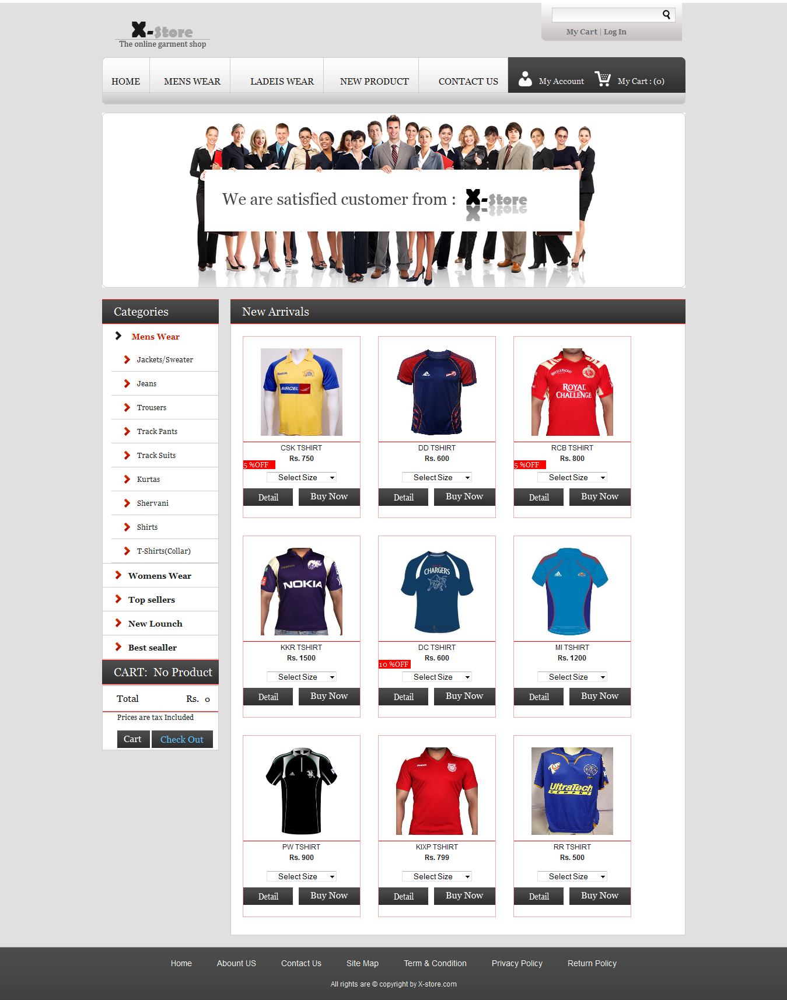 X-Store
The online garment shop
My Cart | Log In
HOME
MENS WEAR
LADEIS WEAR
NEW PRODUCT
CONTACT US
My Account
My Cart : (0)
We are satisfied customer from : X-Store
Categories
Mens Wear
Jackets/Sweater
Jeans
Trousers
Track Pants
Track Suits
Kurtas
Shervani
Shirts
T-Shirts(Collar)
Womens Wear
Top sellers
New Lounch
Best sealler
CART: No Product
Total Rs. 0
Prices are tax Included
Cart
Check Out
New Arrivals
Reebok
AIRCEL
CSK TSHIRT
Rs. 750
5 %OFF
Select Size
Detail
Buy Now
DD TSHIRT
Rs. 600
Select Size
Detail
Buy Now
WHYTE & MACKAY
ROYAL
CHALLENGE
RCB TSHIRT
Rs. 800
5 %OFF
Select Size
Detail
Buy Now
Reebok
NOKIA
KKR TSHIRT
Rs. 1500
Select Size
Detail
Buy Now
CHARGERS
DC TSHIRT
Rs. 600
10 %OFF
Select Size
Detail
Buy Now
MI TSHIRT
Rs. 1200
Select Size
Detail
Buy Now
PW TSHIRT
Rs. 900
Select Size
Detail
Buy Now
Reebok
KIXP TSHIRT
Rs. 799
Select Size
Detail
Buy Now
UltraTech
CEMENT
RR TSHIRT
Rs. 500
Select Size
Detail
Buy Now
Home
Abount US
Contact Us
Site Map
Term & Condition
Privacy Policy
Return Policy
All rights are © copyright by X-store.com